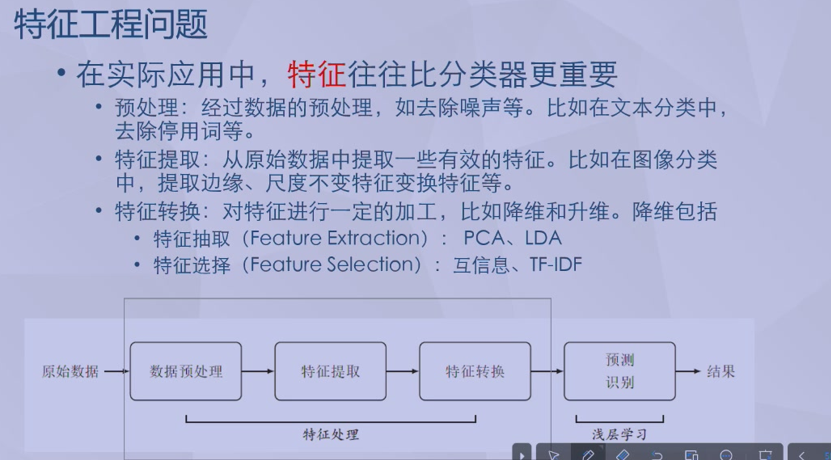 特征工程问题
• 在实际应用中，特征往往比分类器更重要
• 预处理：经过数据的预处理，如去除噪声等。比如在文本分类中，
去除停用词等。
• 特征提取：从原始数据中提取一些有效的特征。比如在图像分类
中，提取边缘、尺度不变特征变换特征等。
• 特征转换：对特征进行一定的加工，比如降维和升维。降维包括
• 特征抽取（Feature Extraction）： PCA、LDA
• 特征选择（Feature Selection）：互信息、TF-IDF
原始数据
数据预处理
特征提取
特征转换
预测
识别
结果
特征处理
浅层学习